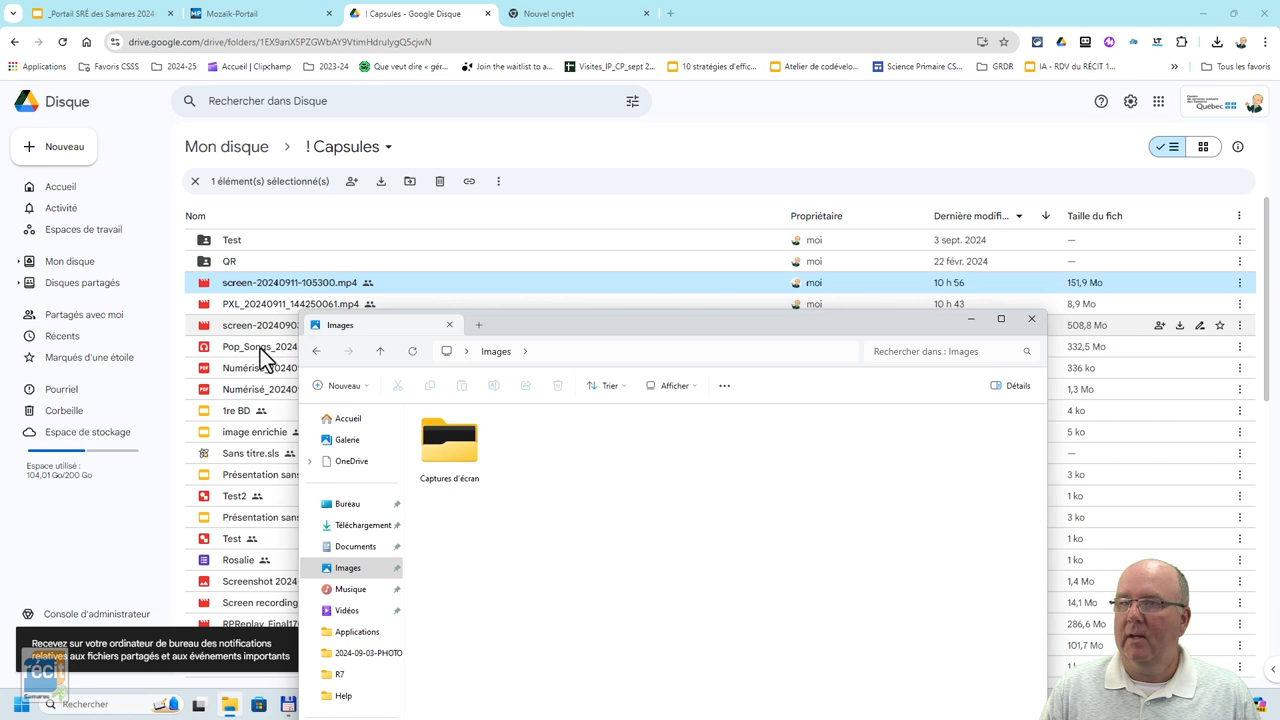 _Portail SRÉ des Samares 2024-
Mozaïk-Portail
! Capsules - Google Disque
Nouvel onglet
drive.google.com/drive/folders/1EX9anX5PZGWbAY9VtimHdruIygQ5cjwN
Applications
Favoris CSSS
2024-25
Accueil | Clipchamp
2023-24
Que veut dire « gér...
Join the waitlist to a...
Visites_IP_CP_sept 2...
10 stratégies d'effic...
Atelier de codévelo...
Science Primaire CS...
GRDR
IA - RDV du RÉCIT 1...
Tous les favoris
Disque
Rechercher dans Disque
Québec
Nouveau
Mon disque
! Capsules
1 élément(s) sélectionné(s)
Accueil
Activité
Espaces de travail
Mon disque
Disques partagés
Partagés avec moi
Récents
Marqués d'une étoile
Pourriel
Corbeille
Espace de stockage
Espace utilisé :
104,01 Go/200 Go
Console d'administrateur
Nom
Propriétaire
Dernière modifi...
Taille du fich
Test
moi
3 sept. 2024
—
QR
moi
22 févr. 2024
—
screen-20240911-105300.mp4
moi
10 h 56
151,9 Mo
PXL_20240911_144250061.mp4
moi
10 h 43
8,9 Mo
screen-2024090
508,8 Mo
Pop_Songs_2024
332,5 Mo
Numérisé_20240
336 ko
Numérisé_20240
1,3 Mo
1re BD
4 ko
image enrichie
5 ko
Sans titre.sls
—
Présentation sans
3 ko
Test2
1 ko
Présentation sans
3 ko
Test
1 ko
Rosalie
1 ko
Screenshot 2024
1,4 Mo
Screen recording
14,1 Mo
RPReplay_Final17
286,6 Mo
101,7 Mo
Images
Images
Rechercher dans : Images
Nouveau
Trier
Afficher
Détails
Accueil
Galerie
OneDrive
Bureau
Téléchargement
Documents
Images
Musique
Vidéos
Applications
2024-09-03-PHOTO
R7
Help
Captures d'écran
Recevez sur votre ordinateur de bureau des notifications
relatives aux fichiers partagés et aux événements importants
récit
Samares
Rechercher